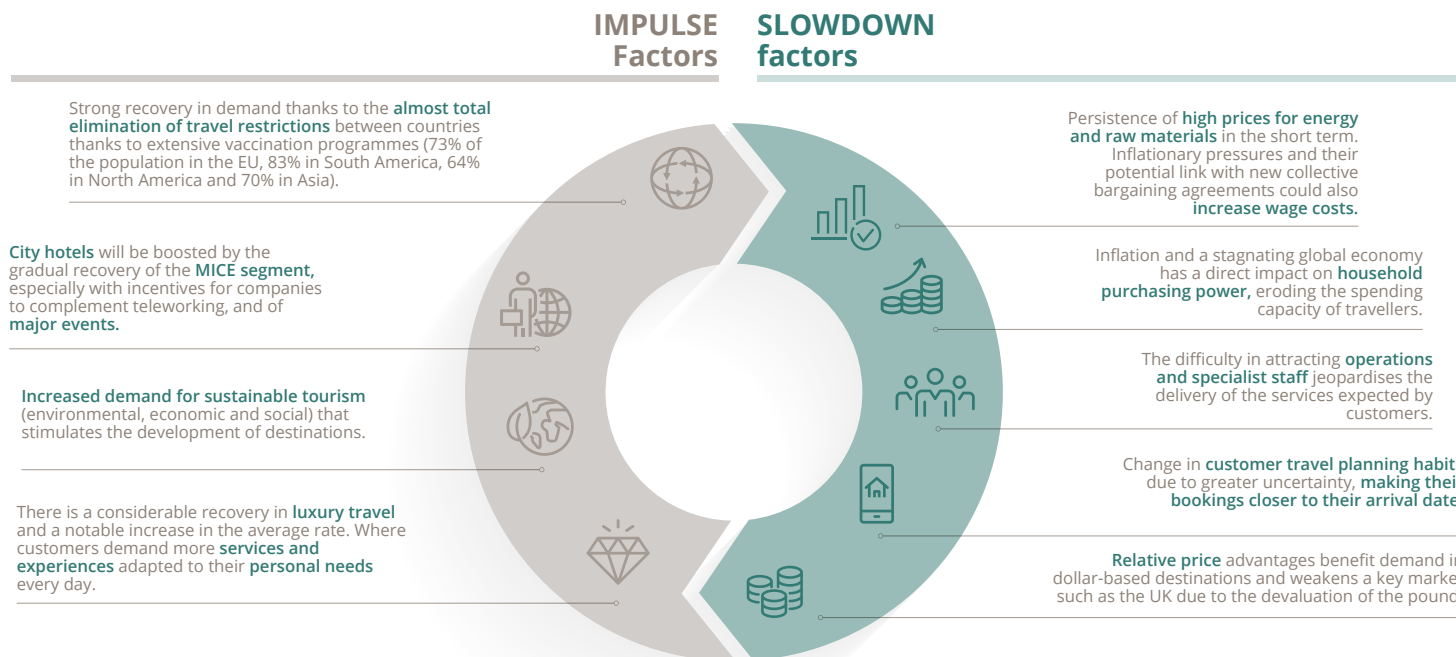 IMPULSE
Factors
Strong recovery in demand thanks to the almost total
elimination of travel restrictions between countries
thanks to extensive vaccination programmes (73% of
the population in the EU, 83% in South America, 64%
in North America and 70% in Asia).
City hotels will be boosted by the
gradual recovery of the MICE segment,
especially with incentives for companies
to complement teleworking, and of
major events.
Increased demand for sustainable tourism
(environmental, economic and social) that
stimulates the development of destinations.
There is a considerable recovery in luxury travel
and a notable increase in the average rate. Where
customers demand more services and
experiences adapted to their personal needs
every day.
SLOWDOWN
factors
Persistence of high prices for energy
and raw materials in the short term.
Inflationary pressures and their
potential link with new collective
bargaining agreements could also
increase wage costs.
Inflation and a stagnating global economy
has a direct impact on household
purchasing power, eroding the spending
capacity of travellers.
The difficulty in attracting operations
and specialist staff jeopardises the
delivery of the services expected by
customers.
Change in customer travel planning habit
due to greater uncertainty, making thei
bookings closer to their arrival date
Relative price advantages benefit demand i
dollar-based destinations and weakens a key marke
such as the UK due to the devaluation of the pound